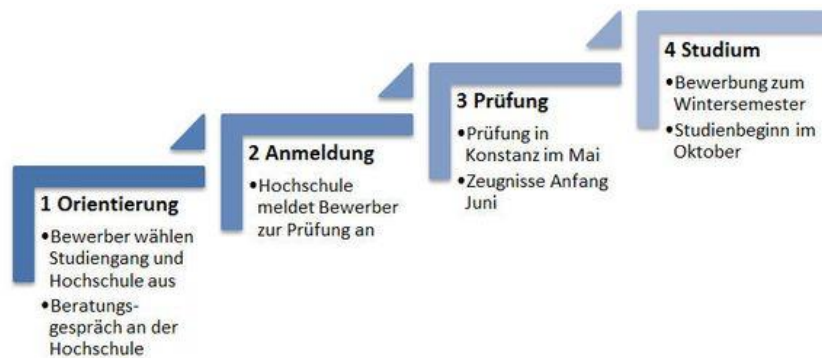 1 Orientierung
•Bewerber wählen
Studiengang und
Hochschule aus
•Beratungs-
gespräch an der
Hochschule
2 Anmeldung
•Hochschule
meldet Bewerber
zur Prüfung an
3 Prüfung
•Prüfung in
Konstanz im Mai
•Zeugnisse Anfang
Juni
4 Studium
•Bewerbung zum
Wintersemester
•Studienbeginn im
Oktober